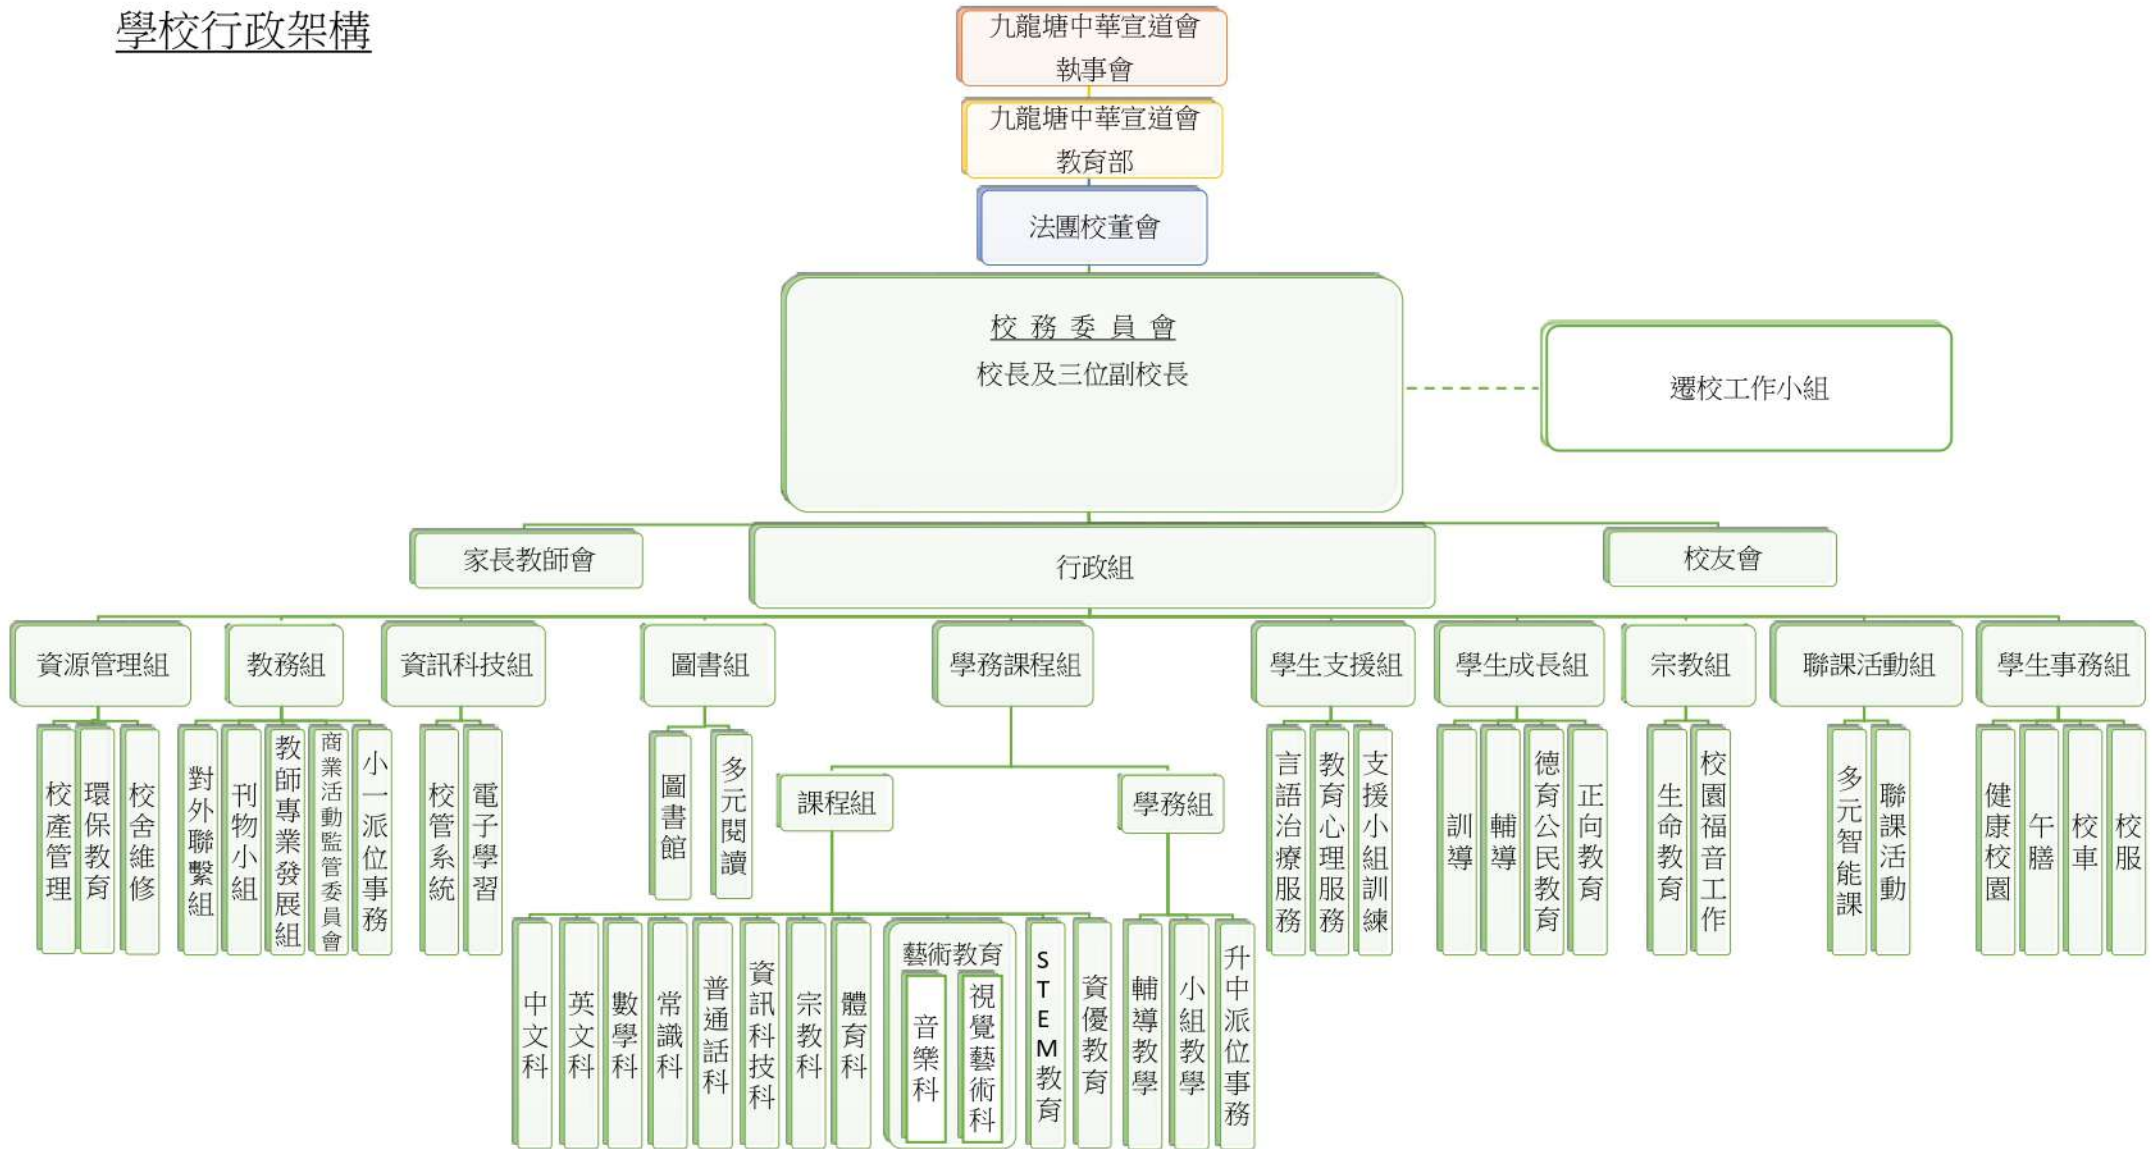 學校行政架構
九龍塘中華宣道會
執事會
九龍塘中華宣道會
教育部
法團校董會
校務委員會
校長及三位副校長
遷校工作小組
家長教師會
行政組
校友會
資源管理組
教務組
資訊科技組
圖書組
學務課程組
學生支援組
學生成長組
宗教組
聯課活動組
學生事務組
校產管理
環保教育
校舍維修
對外聯繫組
刊物小組
教師專業發展組
商業活動監管委員會
小一派位事務
校管系統
電子學習
圖書館
多元閱讀
課程組
學務組
言語治療服務
教育心理服務
支援小組訓練
訓導
輔導
德育公民教育
正向教育
生命教育
校園福音工作
多元智能課
聯課活動
健康校園
午膳
校車
校服
中文科
英文科
數學科
常識科
普通話科
資訊科技科
宗教科
體育科
藝術教育
音樂科
視覺藝術科
STEM教育
資優教育
輔導教學
小組教學
升中派位事務